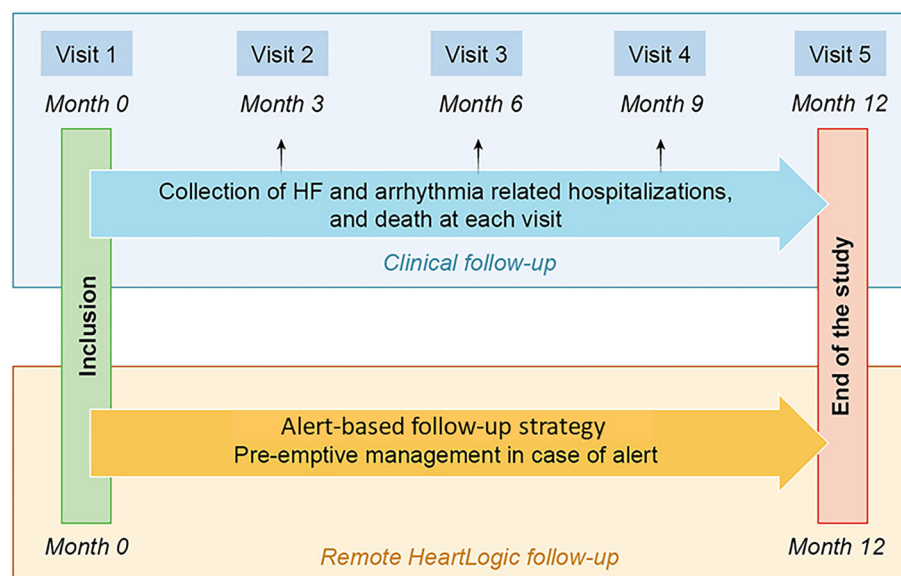 Visit 1
Visit 2
Visit 3
Visit 4
Visit 5
Month 0
Month 3
Month 6
Month 9
Month 12
Collection of HF and arrhythmia related hospitalizations,
and death at each visit
Clinical follow-up
Inclusion
End of the study
Alert-based follow-up strategy
Pre-emptive management in case of alert
Month 0
Month 12
Remote HeartLogic follow-up